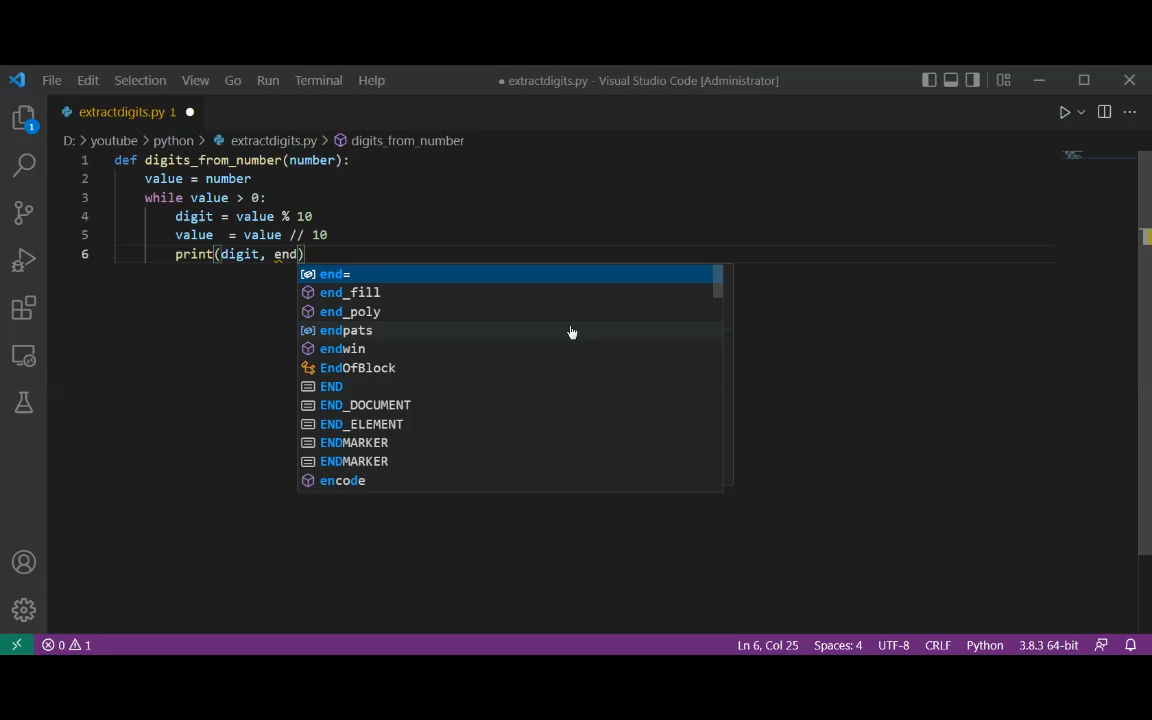 File Edit Selection View Go Run Terminal Help ● extractdigits.py - Visual Studio Code [Administrator]
extractdigits.py 1 ●
D: > youtube > python > extractdigits.py > digits_from_number
1 def digits_from_number(number):
2 value = number
3 while value > 0:
4 digit = value % 10
5 value  = value // 10
6 print(digit, end)
end=
end_fill
end_poly
endpats
endwin
EndOfBlock
END
END_DOCUMENT
END_ELEMENT
ENDMARKER
ENDMARKER
encode
1
0 1 Ln 6, Col 25 Spaces: 4 UTF-8 CRLF Python 3.8.3 64-bit